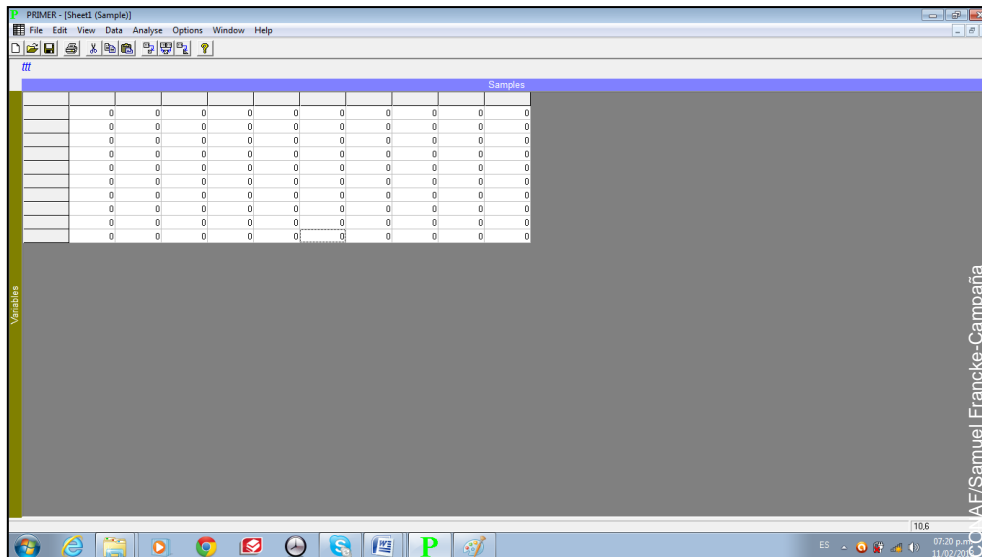 PRIMER - [Sheet1 (Sample)]
File Edit View Data Analyse Options Window Help
ttt
Samples
Variables
0 0 0 0 0 0 0 0 0 0
0 0 0 0 0 0 0 0 0 0
0 0 0 0 0 0 0 0 0 0
0 0 0 0 0 0 0 0 0 0
0 0 0 0 0 0 0 0 0 0
0 0 0 0 0 0 0 0 0 0
0 0 0 0 0 0 0 0 0 0
0 0 0 0 0 0 0 0 0 0
0 0 0 0 0 0 0 0 0 0
0 0 0 0 0 0 0 0 0 0
CONAF/Samuel Francke-Campaña
10,6
ES
07:20 p.m.